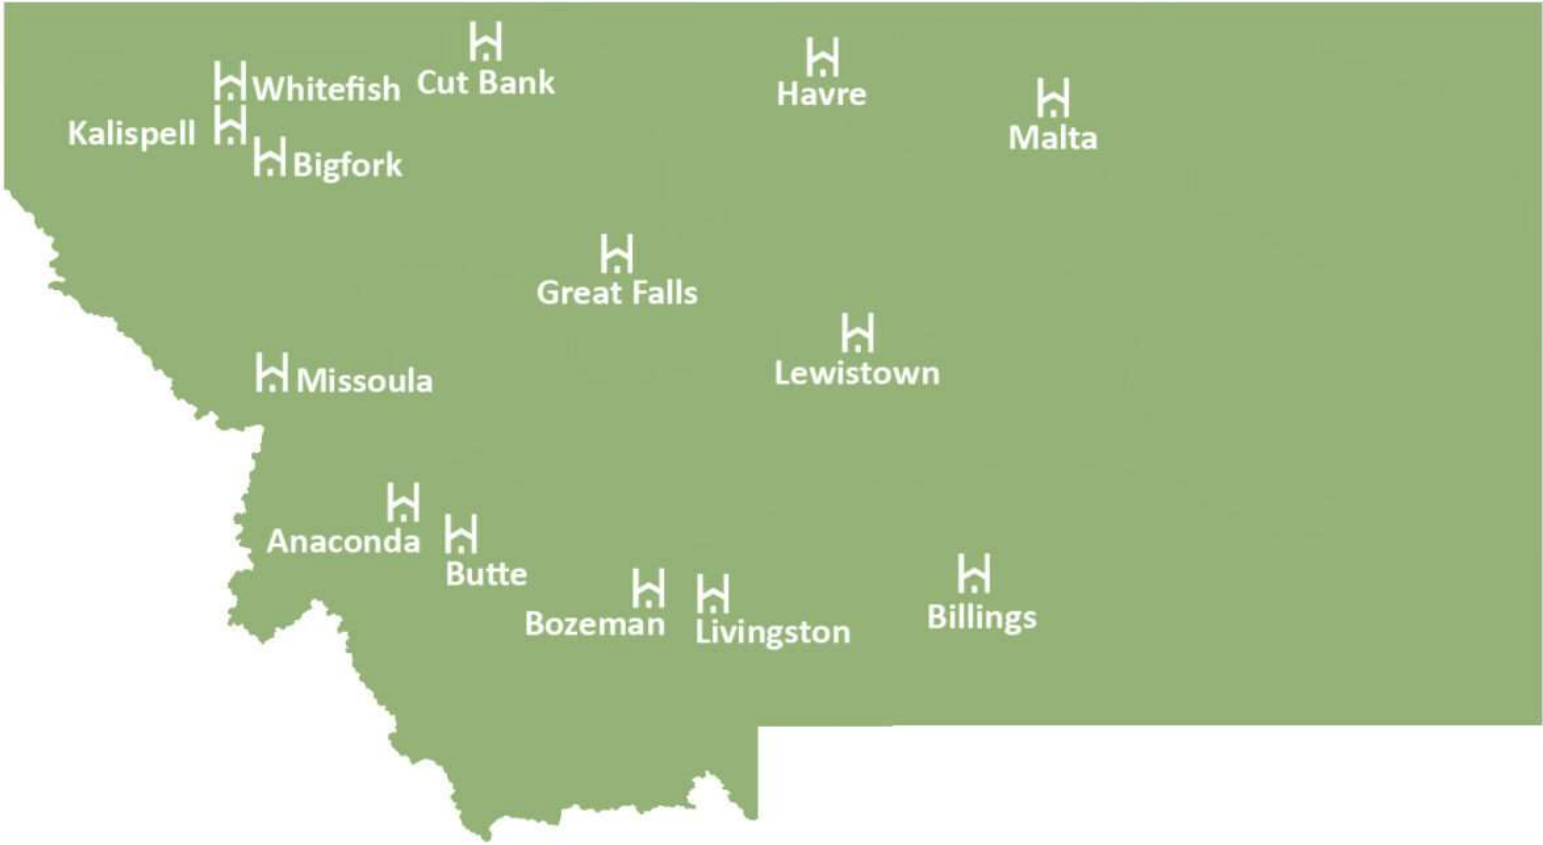 Cut Bank
Havre
Whitefish
Malta
Kalispell
Bigfork
Great Falls
Lewistown
Missoula
Anaconda
Butte
Bozeman
Livingston
Billings